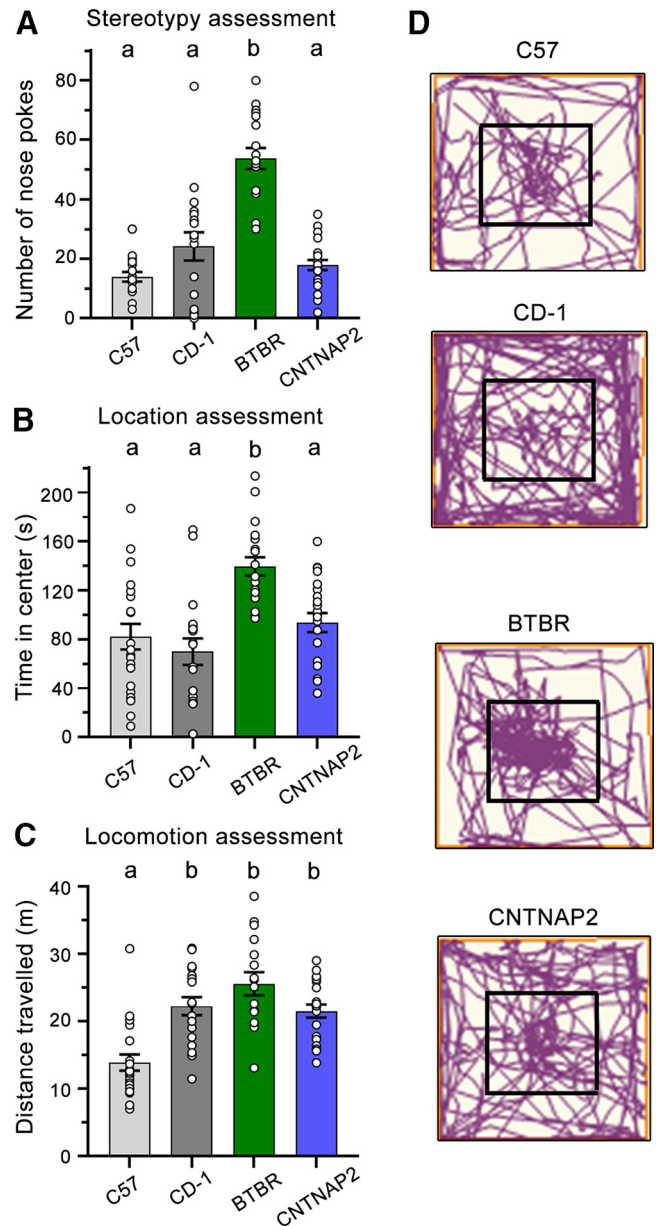 A
Stereotypy assessment
a a b a
Number of nose pokes
80
60
40
20
0
C57 CD-1 BTBR CNTNAP2
B
Location assessment
a a b a
Time in center (s)
200
160
120
80
40
0
C57 CD-1 BTBR CNTNAP2
C
Locomotion assessment
a b b b
Distance travelled (m)
40
30
20
10
0
C57 CD-1 BTBR CNTNAP2
D
C57
CD-1
BTBR
CNTNAP2